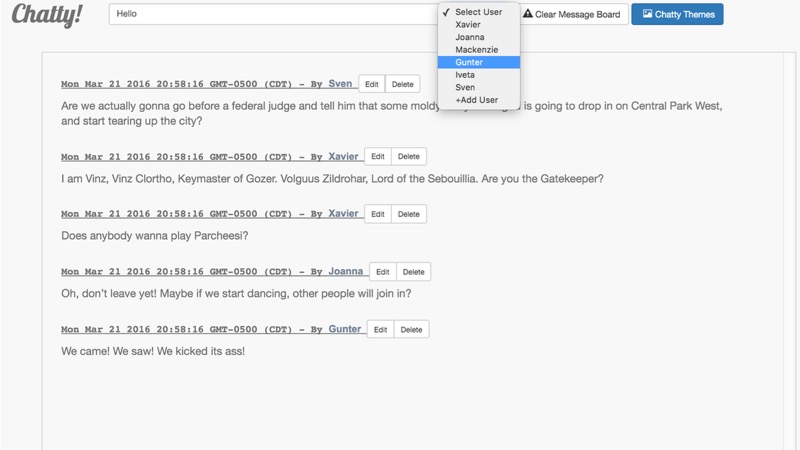 Chatty!
Hello
✓ Select User
Xavier
Joanna
Mackenzie
Gunter
Iveta
Sven
+Add User
Clear Message Board
Chatty Themes
Mon Mar 21 2016 20:58:16 GMT-0500 (CDT) - By Sven Edit Delete
Are we actually gonna go before a federal judge and tell him that some moldy is going to drop in on Central Park West,
and start tearing up the city?
Mon Mar 21 2016 20:58:16 GMT-0500 (CDT) - By Xavier Edit Delete
I am Vinz, Vinz Clortho, Keymaster of Gozer. Volguus Zildrohar, Lord of the Sebouillia. Are you the Gatekeeper?
Mon Mar 21 2016 20:58:16 GMT-0500 (CDT) - By Xavier Edit Delete
Does anybody wanna play Parcheesi?
Mon Mar 21 2016 20:58:16 GMT-0500 (CDT) - By Joanna Edit Delete
Oh, don't leave yet! Maybe if we start dancing, other people will join in?
Mon Mar 21 2016 20:58:16 GMT-0500 (CDT) - By Gunter Edit Delete
We came! We saw! We kicked its ass!